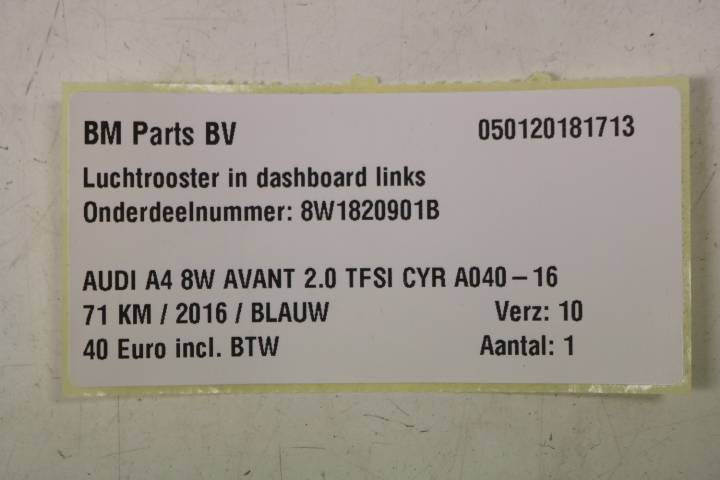 BM Parts BV 050120181713
Luchtrooster in dashboard links
Onderdeelnummer: 8W1820901B
AUDI A4 8W AVANT 2.0 TFSI CYR A040 – 16
71 KM / 2016 / BLAUW Verz: 10
40 Euro incl. BTW Aantal: 1